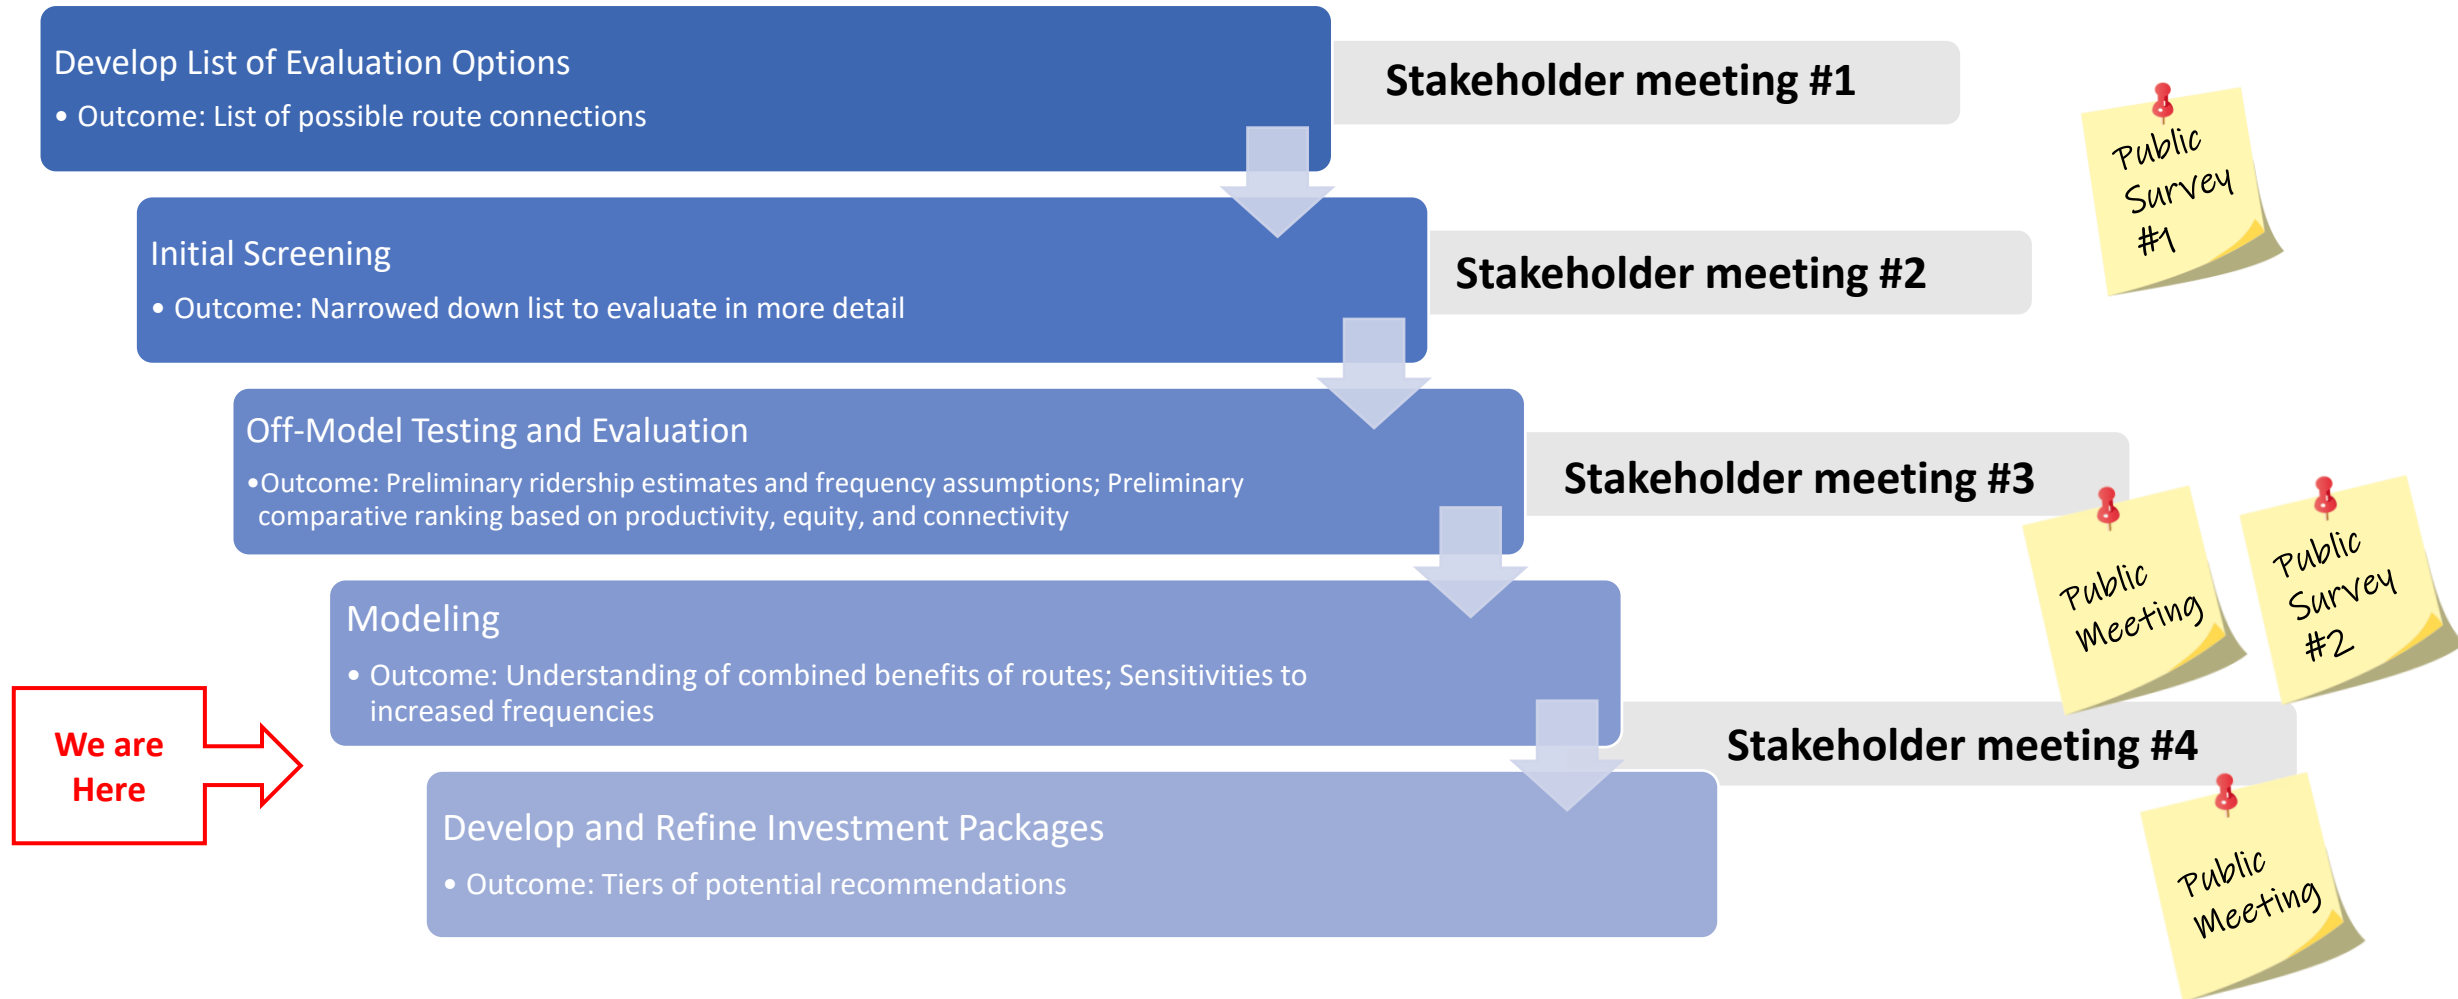 Develop List of Evaluation Options
• Outcome: List of possible route connections
Stakeholder meeting #1
Public
Survey
#1
Initial Screening
• Outcome: Narrowed down list to evaluate in more detail
Stakeholder meeting #2
Off-Model Testing and Evaluation
•Outcome: Preliminary ridership estimates and frequency assumptions; Preliminary
comparative ranking based on productivity, equity, and connectivity
Stakeholder meeting #3
Public
Meeting
Public
Survey
#2
Modeling
• Outcome: Understanding of combined benefits of routes; Sensitivities to
increased frequencies
We are
Here
Stakeholder meeting #4
Develop and Refine Investment Packages
• Outcome: Tiers of potential recommendations
Public
Meeting